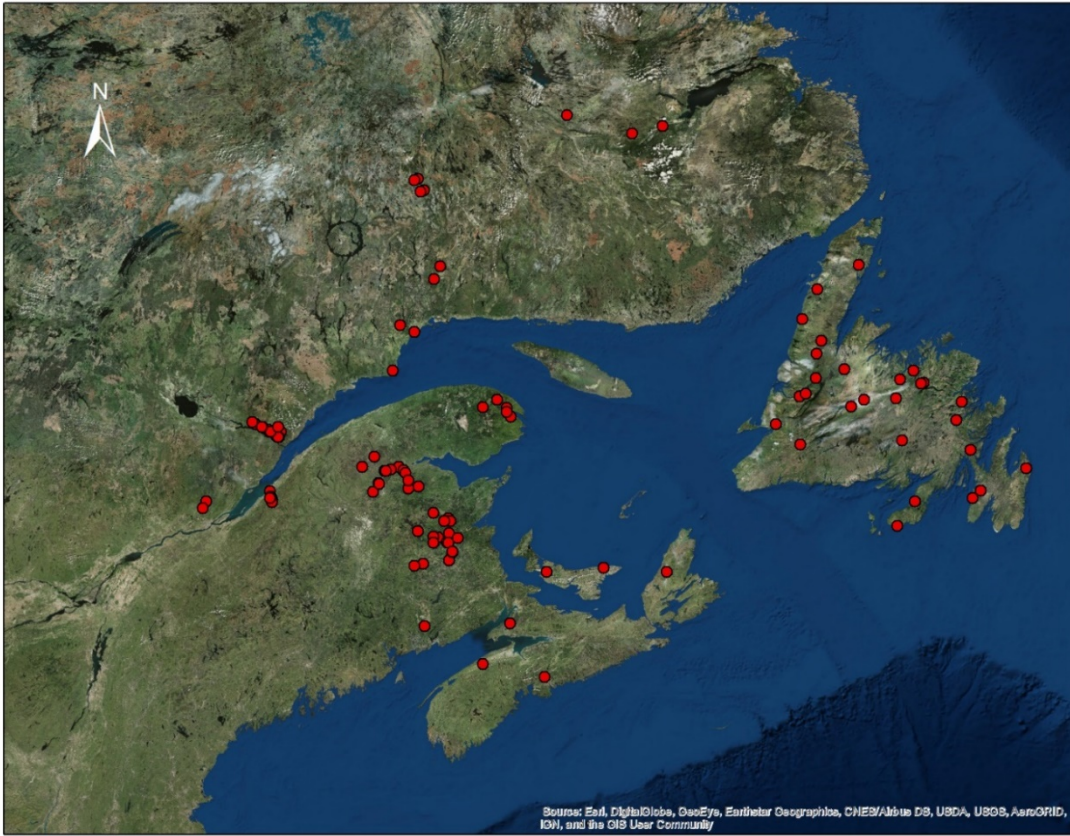 N
Source: Esri, DigitalGlobe, GeoEye, Earthstar Geographics, CNES/Airbus DS, USDA, USGS, AeroGRID,
IGN, and the GIS User Community